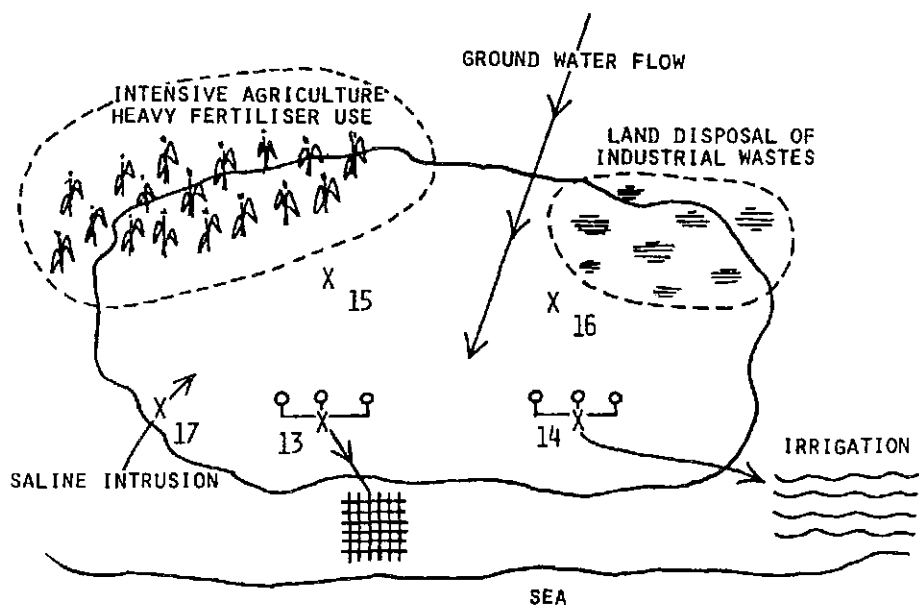 GROUND WATER FLOW
INTENSIVE AGRICULTURE
HEAVY FERTILISER USE
LAND DISPOSAL OF
INDUSTRIAL WASTES
X
15
X
16
X
17
13
X
14
X
IRRIGATION
SALINE INTRUSION
SEA